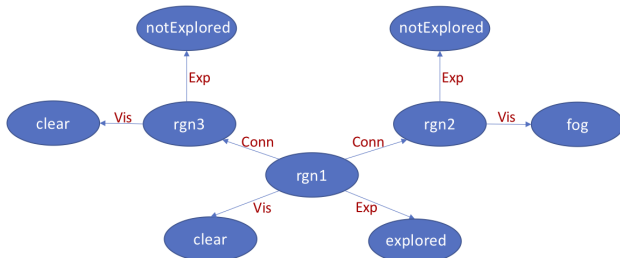 notExplored
notExplored
Exp
Exp
clear
Vis
rgn3
rgn2
Vis
fog
Conn
Conn
rgn1
Vis
Exp
clear
explored